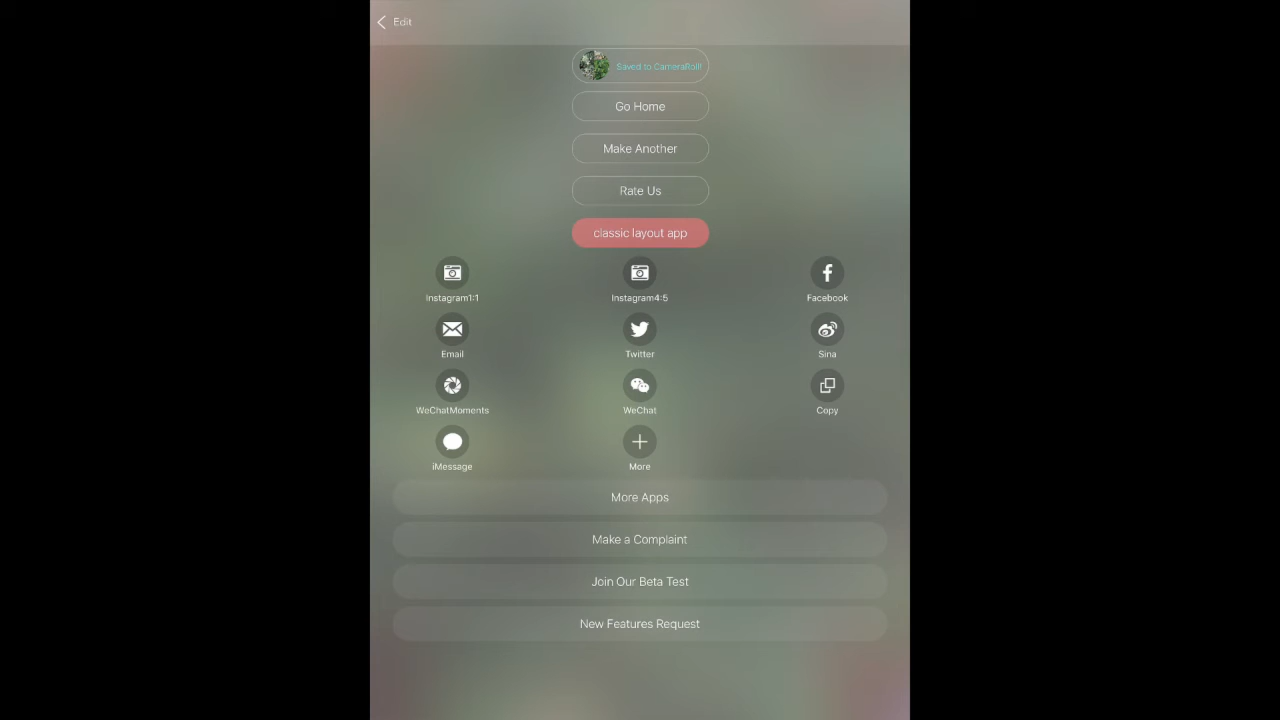 Edit
Saved to CameraRoll!
Go Home
Make Another
Rate Us
classic layout app
Instagram1:1
Instagram4:5
Facebook
Email
Twitter
Sina
WeChatMoments
WeChat
Copy
iMessage
More
More Apps
Make a Complaint
Join Our Beta Test
New Features Request